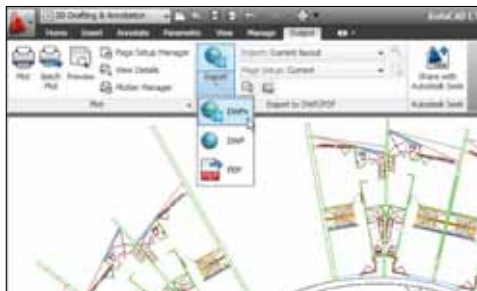 2D Drafting & Annotation
AutoCAD
Home Insert Annotate Parametric View Manage Output
Plot
Batch Plot
Preview
Page Setup Manager
View Details
Plotter Manager
Export
Export: Current layout
Page Setup: Current
Share with Autodesk Seek
Plot
Export to DWF/PDF
Autodesk Seek
DWFx
DWF
PDF